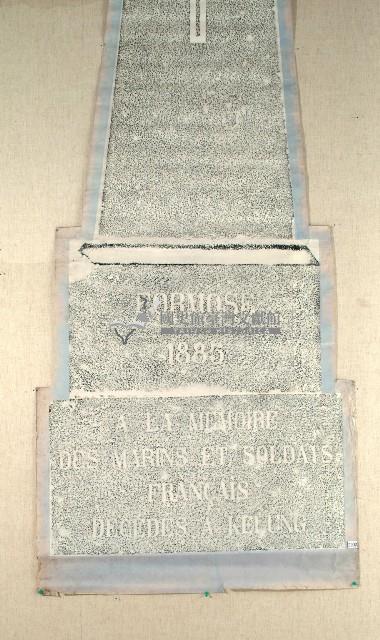 FORMOSE
1885
A LA MEMOIRE
DES MARINS ET SOLDATS
FRANÇAIS
DECEDES A KELUNG